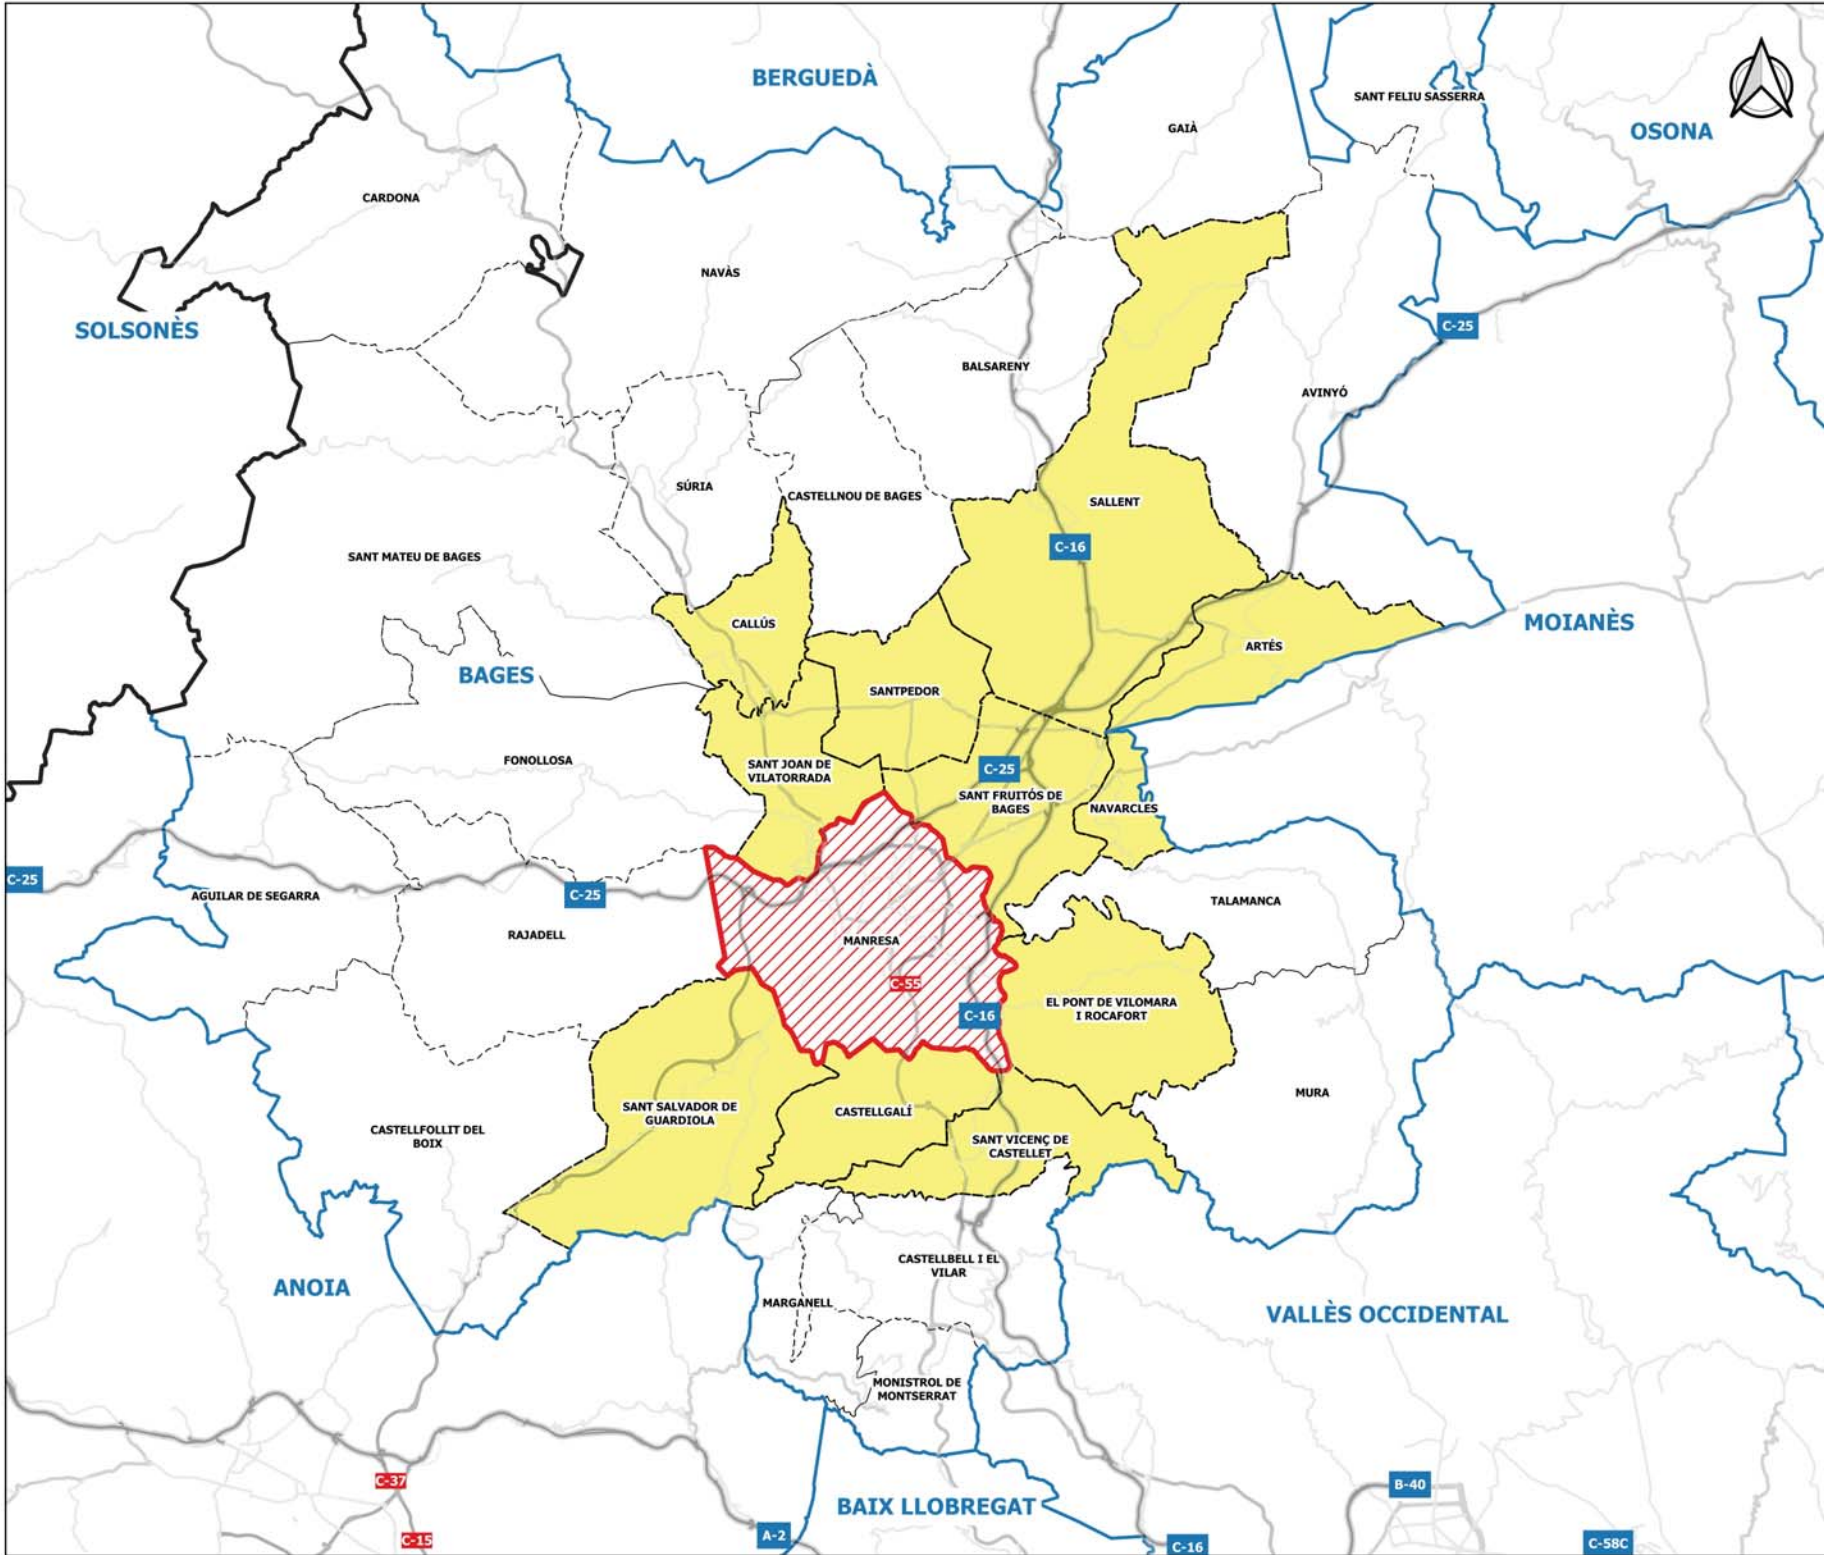 BERGUEDÀ
SANT FELIU SASSERRA
GAIÀ
OSONA
CARDONA
NAVÀS
SOLSONÈS
C-25
BALSARENY
AVINYÓ
SÚRIA
CASTELLNOU DE BAGES
SALLENT
C-16
SANT MATEU DE BAGES
CALLÚS
MOIANÈS
ARTÉS
BAGES
SANTPEDOR
FONOLLOSA
SANT JOAN DE
VILATORRADA
C-25
SANT FRUITÓS DE
BAGES
NAVARCLES
C-25
C-25
AGUILAR DE SEGARRA
TALAMANCA
RAJADELL
MANRESA
C-55
EL PONT DE VILOMARA
I ROCAFORT
C-16
MURA
SANT SALVADOR DE
GUARDIOLA
CASTELLGALÍ
CASTELLFOLLIT DEL
BOIX
SANT VICENÇ DE
CASTELLET
CASTELLBELL I EL
VILAR
ANOIA
MARGANELL
VALLÈS OCCIDENTAL
MONISTROL DE
MONTSERRAT
C-37
B-40
BAIX LLOBREGAT
C-15
A-2
C-16
C-58C